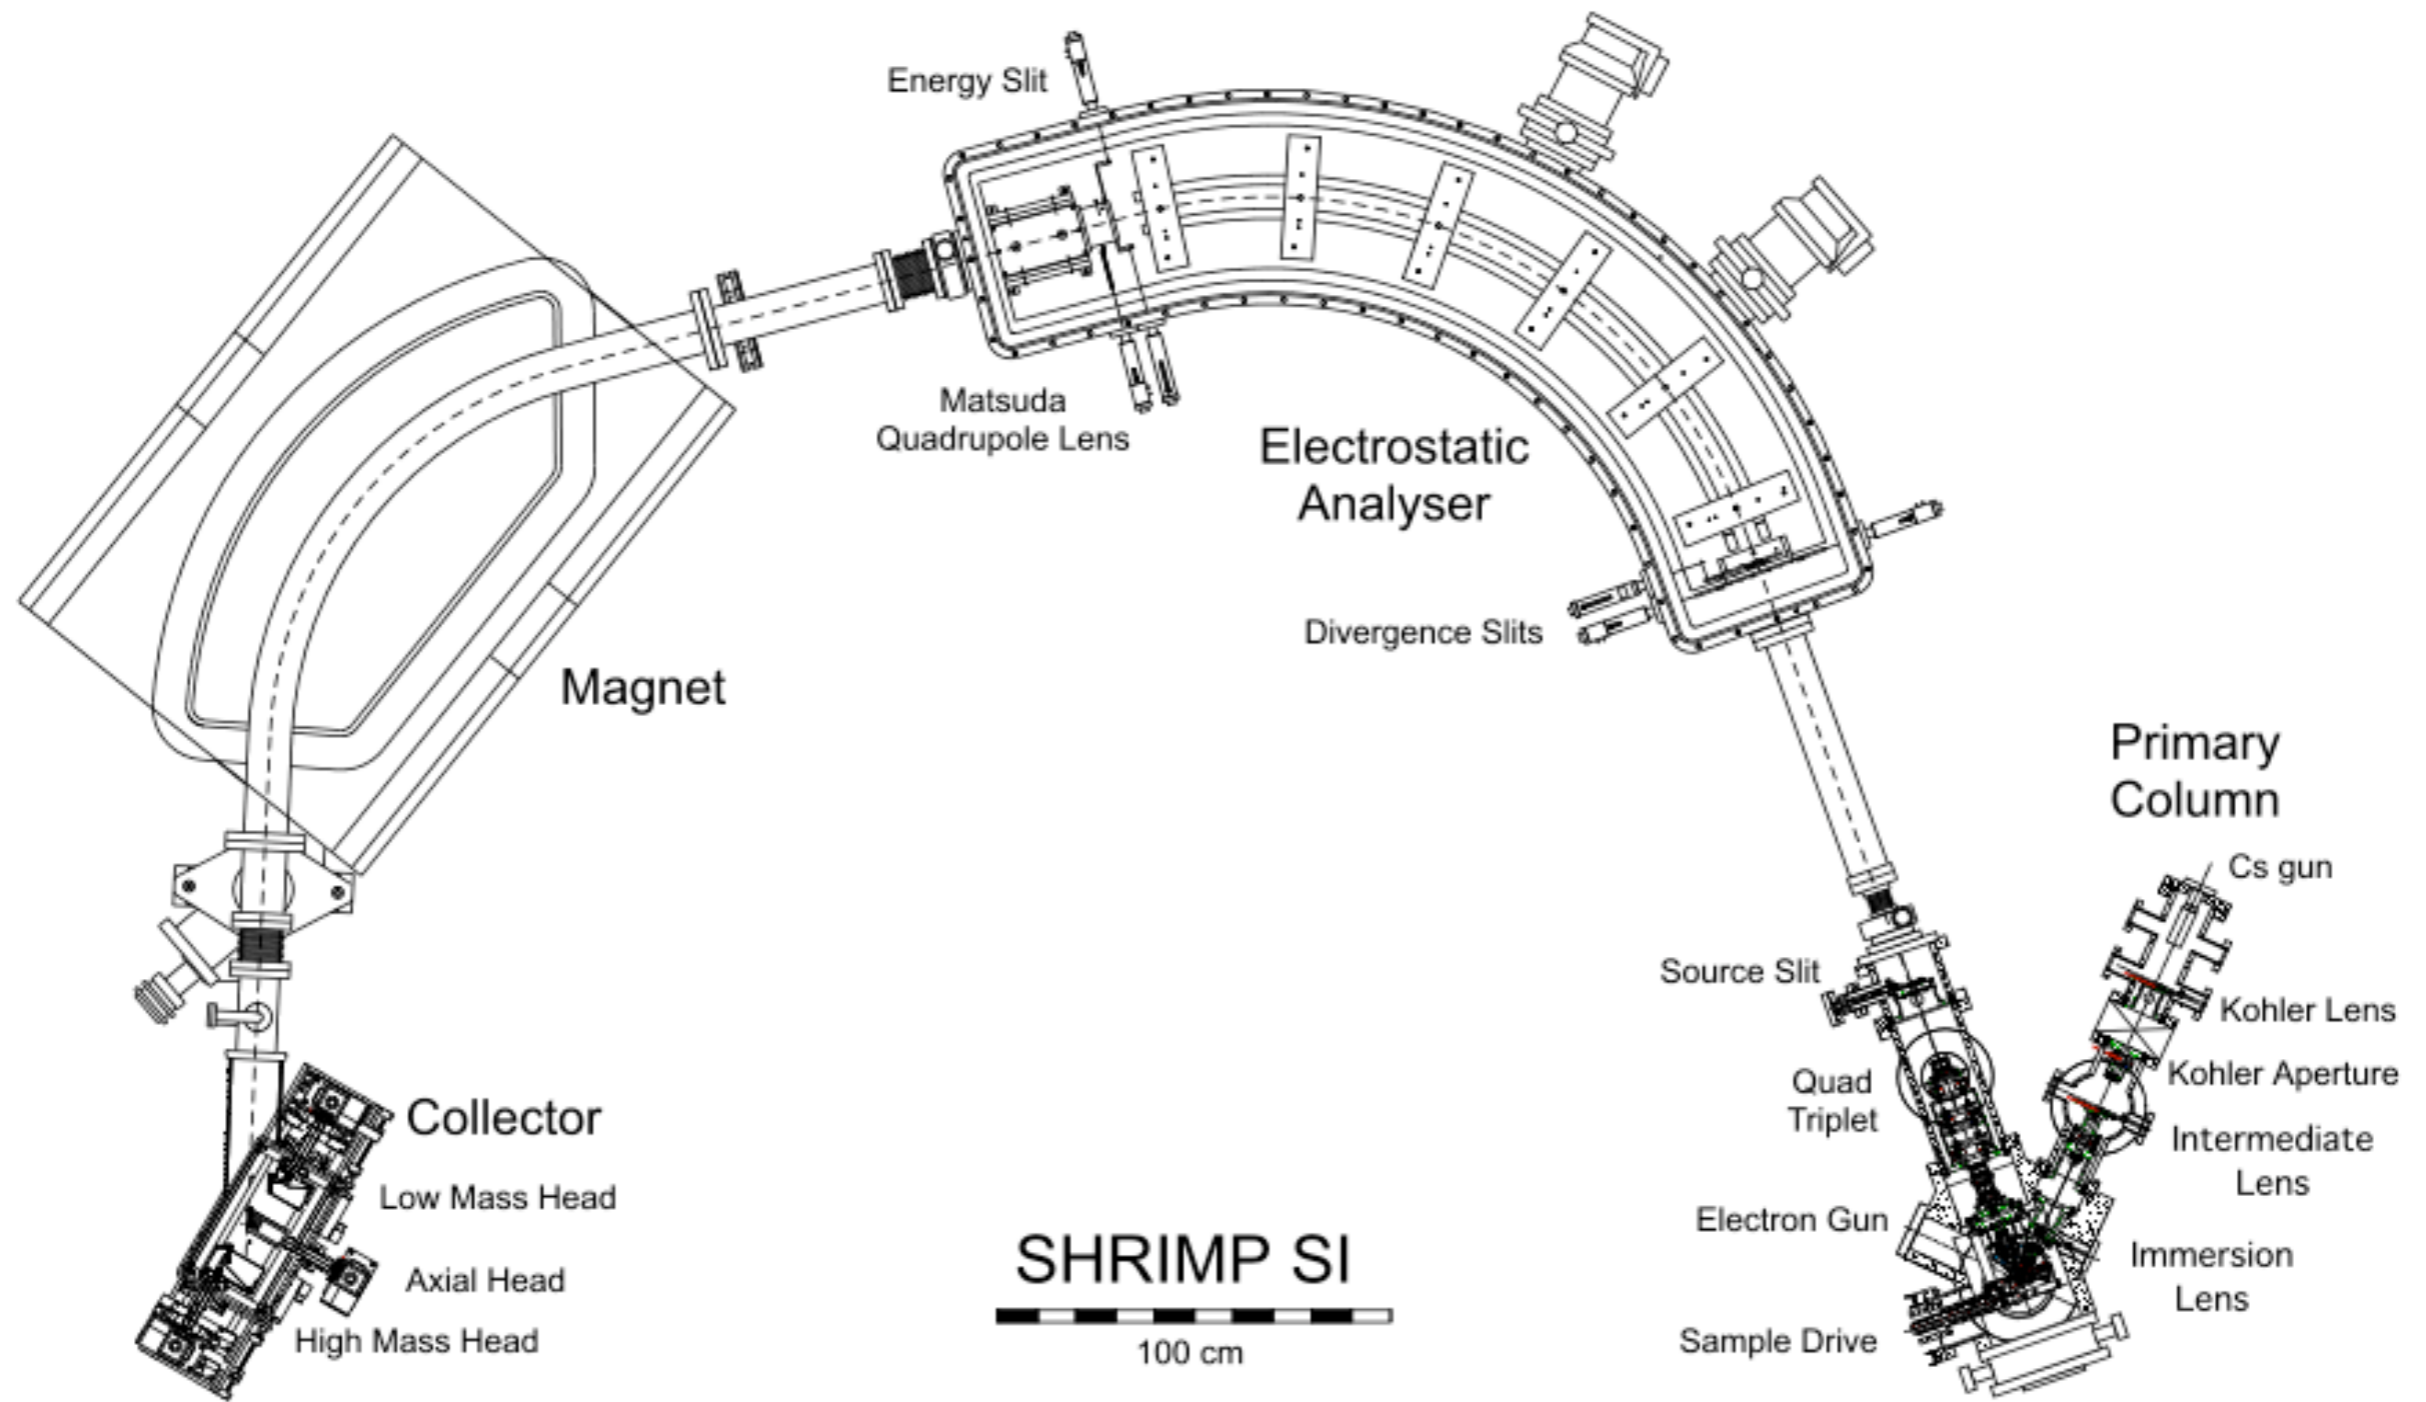 Energy Slit
Matsuda
Quadrupole Lens
Electrostatic
Analyser
Divergence Slits
Magnet
Primary
Column
Cs gun
Source Slit
Kohler Lens
Quad
Triplet
Kohler Aperture
Intermediate
Lens
Collector
Low Mass Head
Electron Gun
Immersion
Lens
Axial Head
SHRIMP SI
High Mass Head
100 cm
Sample Drive